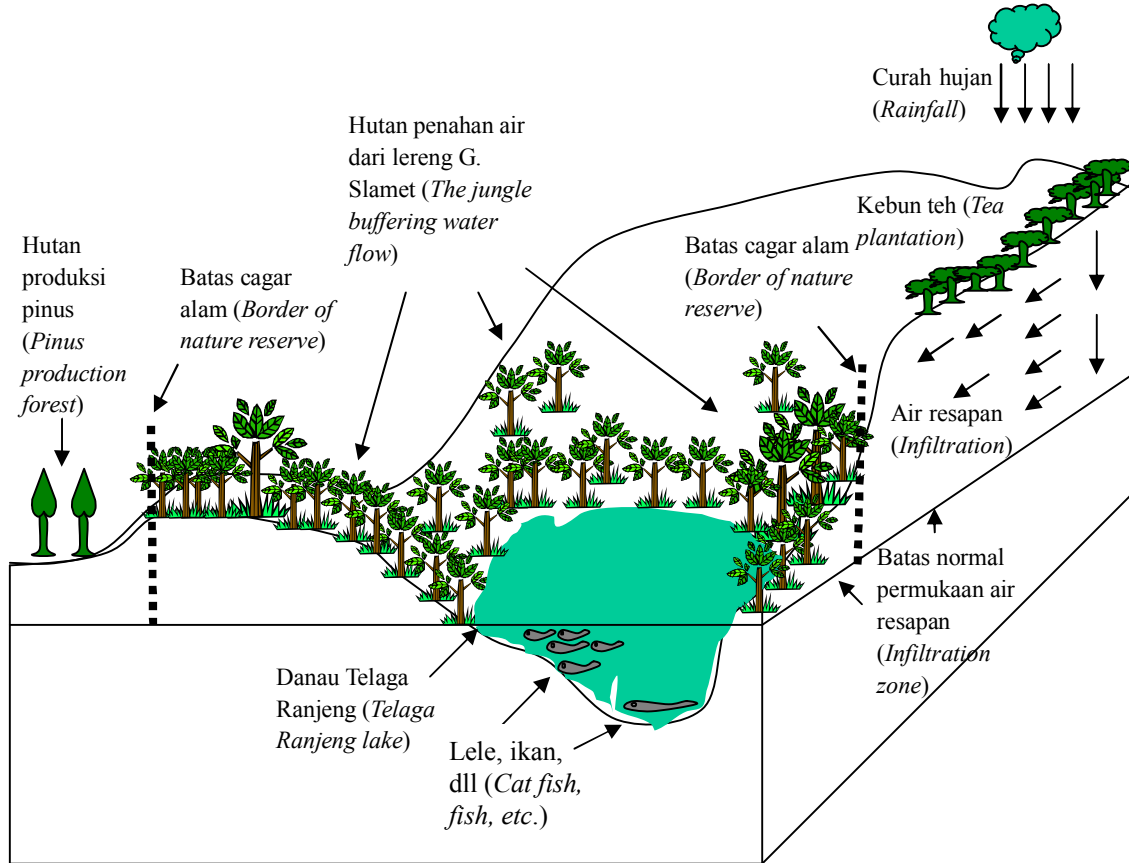 Curah hujan
(Rainfall)
Hutan penahan air
dari lereng G.
Slamet (The jungle
buffering water
flow)
Kebun teh (Tea
plantation)
Hutan
produksi
pinus
(Pinus
production
forest)
Batas cagar
alam (Border of
nature reserve)
Batas cagar alam
(Border of nature
reserve)
Air resapan
(Infiltration)
Batas normal
permukaan air
resapan
(Infiltration
zone)
Danau Telaga
Ranjeng (Telaga
Ranjeng lake)
Lele, ikan,
dll (Cat fish,
fish, etc.)